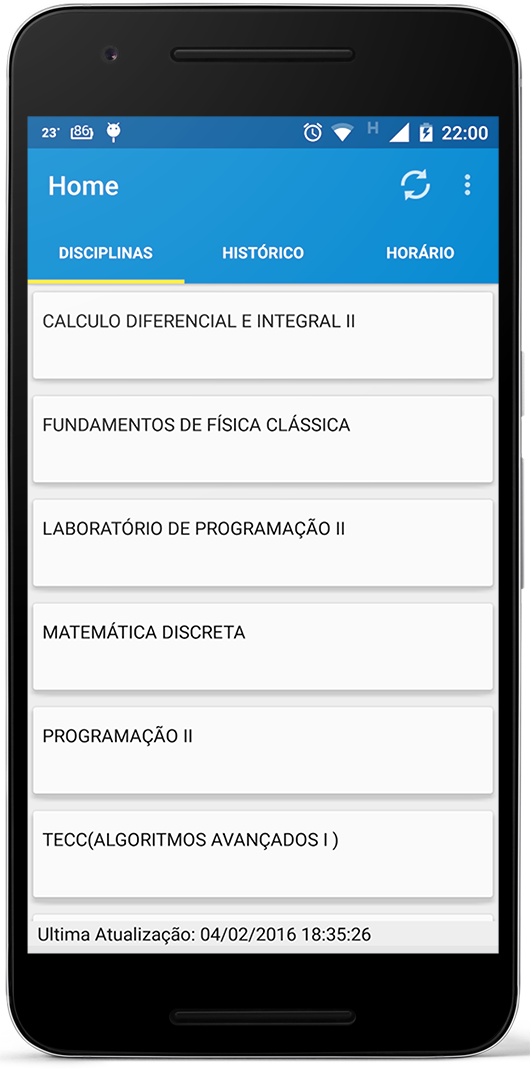 23° 86 H 22:00
Home
DISCIPLINAS HISTÓRICO HORÁRIO
CALCULO DIFERENCIAL E INTEGRAL II
FUNDAMENTOS DE FÍSICA CLÁSSICA
LABORATÓRIO DE PROGRAMAÇÃO II
MATEMÁTICA DISCRETA
PROGRAMAÇÃO II
TECC(ALGORITMOS AVANÇADOS I )
Ultima Atualização: 04/02/2016 18:35:26